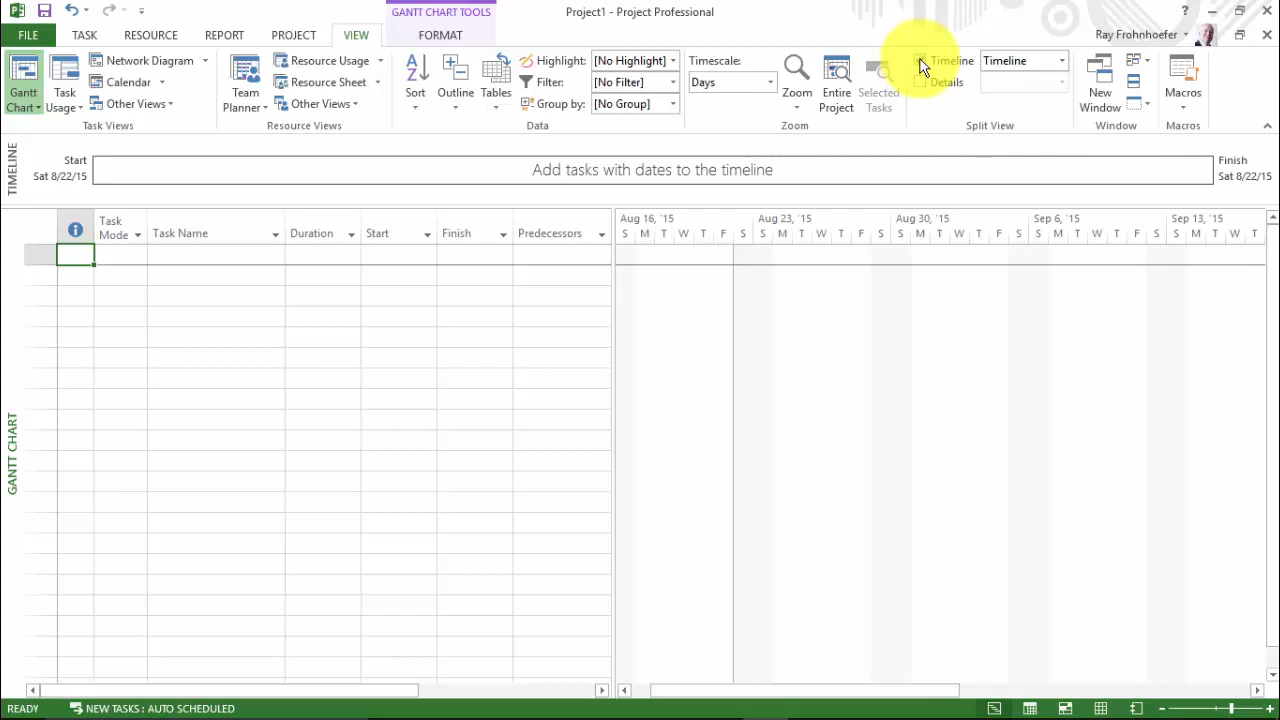 GANTT CHART TOOLS
Project1 - Project Professional
?
FILE
TASK
RESOURCE
REPORT
PROJECT
VIEW
FORMAT
Ray Frohnhoefer
Gantt Chart
Task Usage
Network Diagram
Calendar
Other Views
Task Views
Team Planner
Resource Usage
Resource Sheet
Other Views
Resource Views
Sort
Outline
Tables
Highlight: [No Highlight]
Filter: [No Filter]
Group by: [No Group]
Data
Timescale:
Days
Zoom
Entire Project
Selected Tasks
Zoom
Timeline
Timeline
Details
Split View
New Window
Window
Macros
Macros
TIMELINE
Start
Sat 8/22/15
Add tasks with dates to the timeline
Finish
Sat 8/22/15
Task Mode
Task Name
Duration
Start
Finish
Predecessors
Aug 16, '15
Aug 23, '15
Aug 30, '15
Sep 6, '15
Sep 13, '15
S M T W T F S S M T W T F S S M T W T F S S M T W T F S S M T W T
GANTT CHART
READY
NEW TASKS : AUTO SCHEDULED